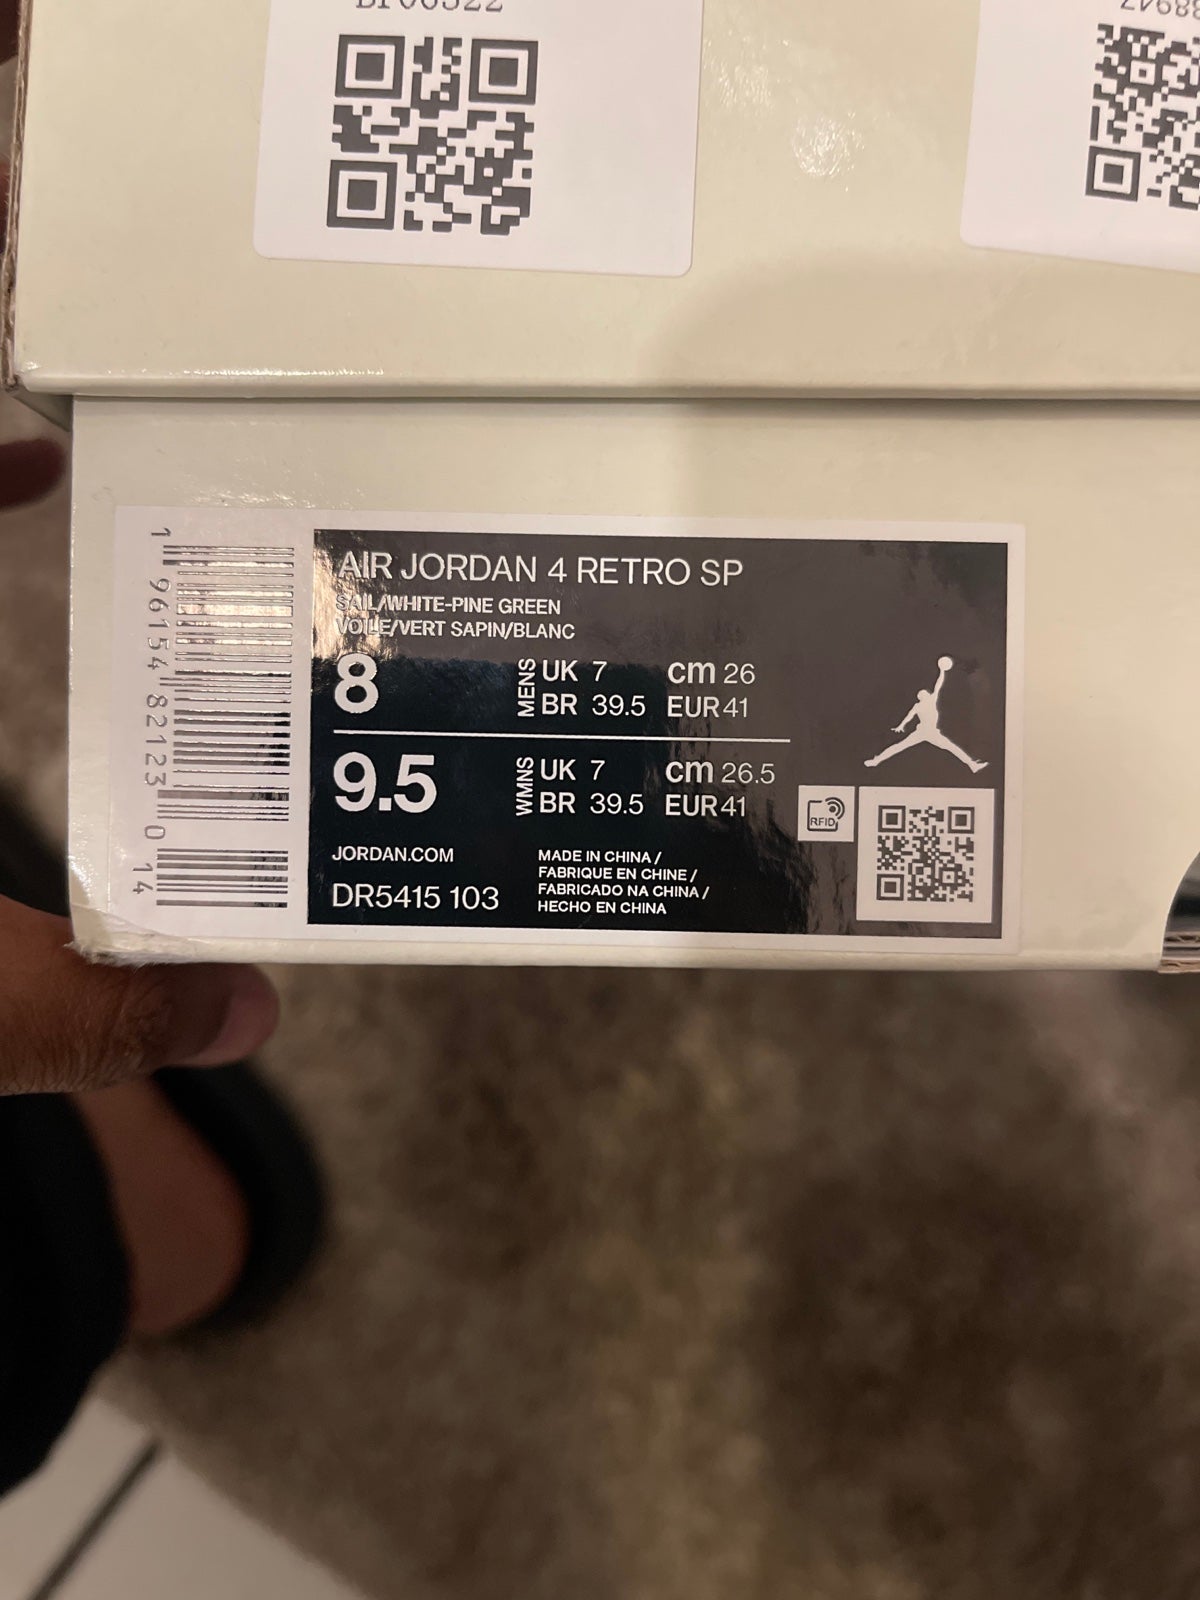 AIR JORDAN 4 RETRO SP
SAIL/WHITE-PINE GREEN
VOILE/VERT SAPIN/BLANC
8 MENS UK 7 cm 26
BR 39.5 EUR 41
9.5 WMNS UK 7 cm 26.5
BR 39.5 EUR 41
RFID
JORDAN.COM
DR5415 103
MADE IN CHINA /
FABRIQUE EN CHINE /
FABRICADO NA CHINA /
HECHO EN CHINA
1 96154 82123 0 14